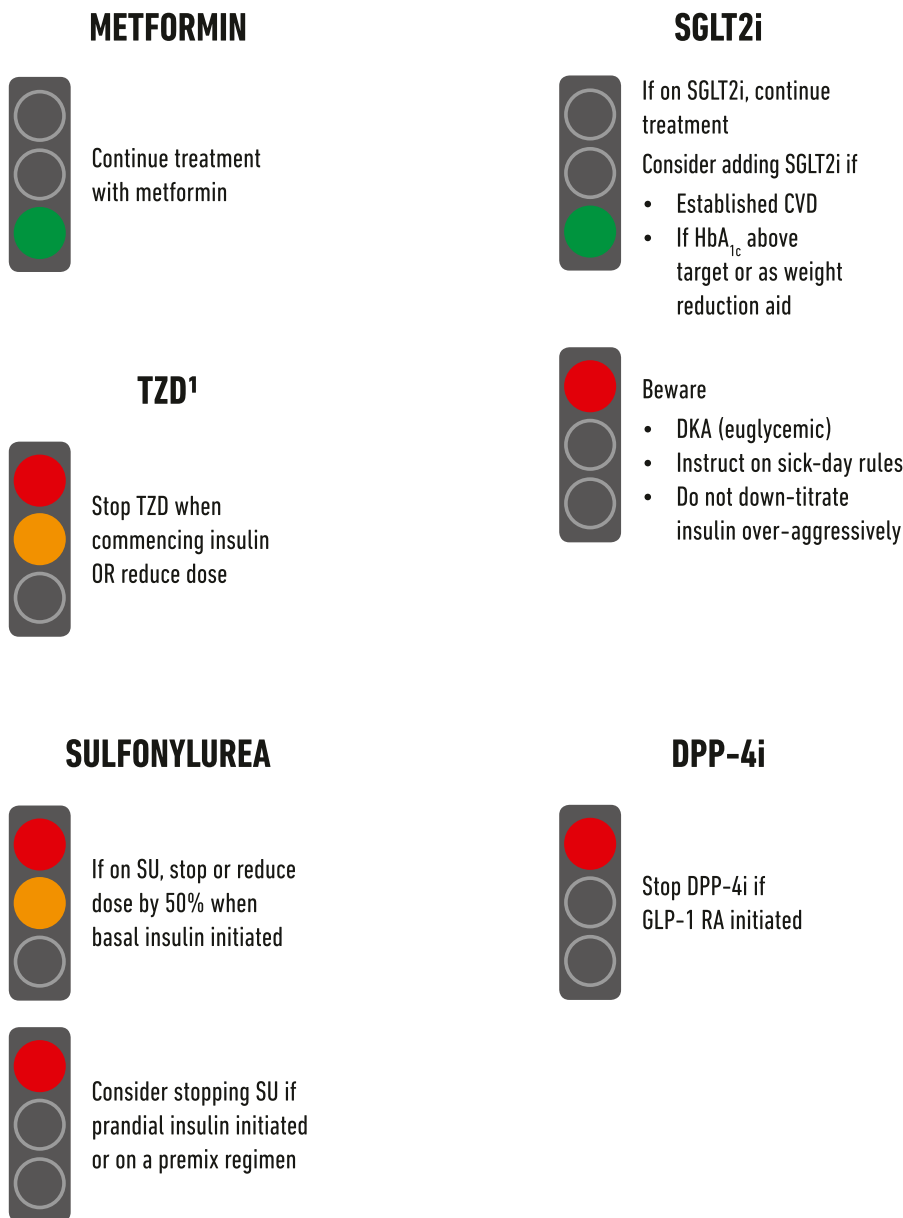 METFORMIN
Continue treatment
with metformin
SGLT2i
If on SGLT2i, continue
treatment
Consider adding SGLT2i if
• Established CVD
• If HbA1c above
target or as weight
reduction aid
Beware
• DKA (euglycemic)
• Instruct on sick-day rules
• Do not down-titrate
insulin over-aggressively
TZD¹
Stop TZD when
commencing insulin
OR reduce dose
SULFONYLUREA
If on SU, stop or reduce
dose by 50% when
basal insulin initiated
Consider stopping SU if
prandial insulin initiated
or on a premix regimen
DPP-4i
Stop DPP-4i if
GLP-1 RA initiated